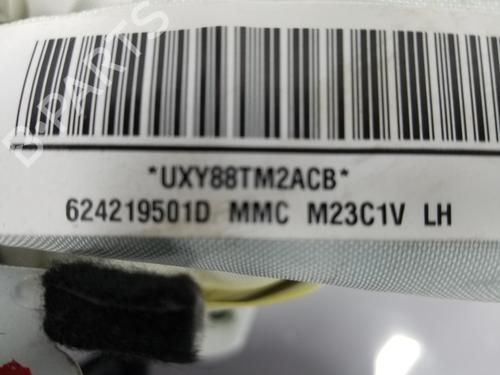 B-PARTS
*UXY88TM2ACB*
624219501D MMC M23C1V LH